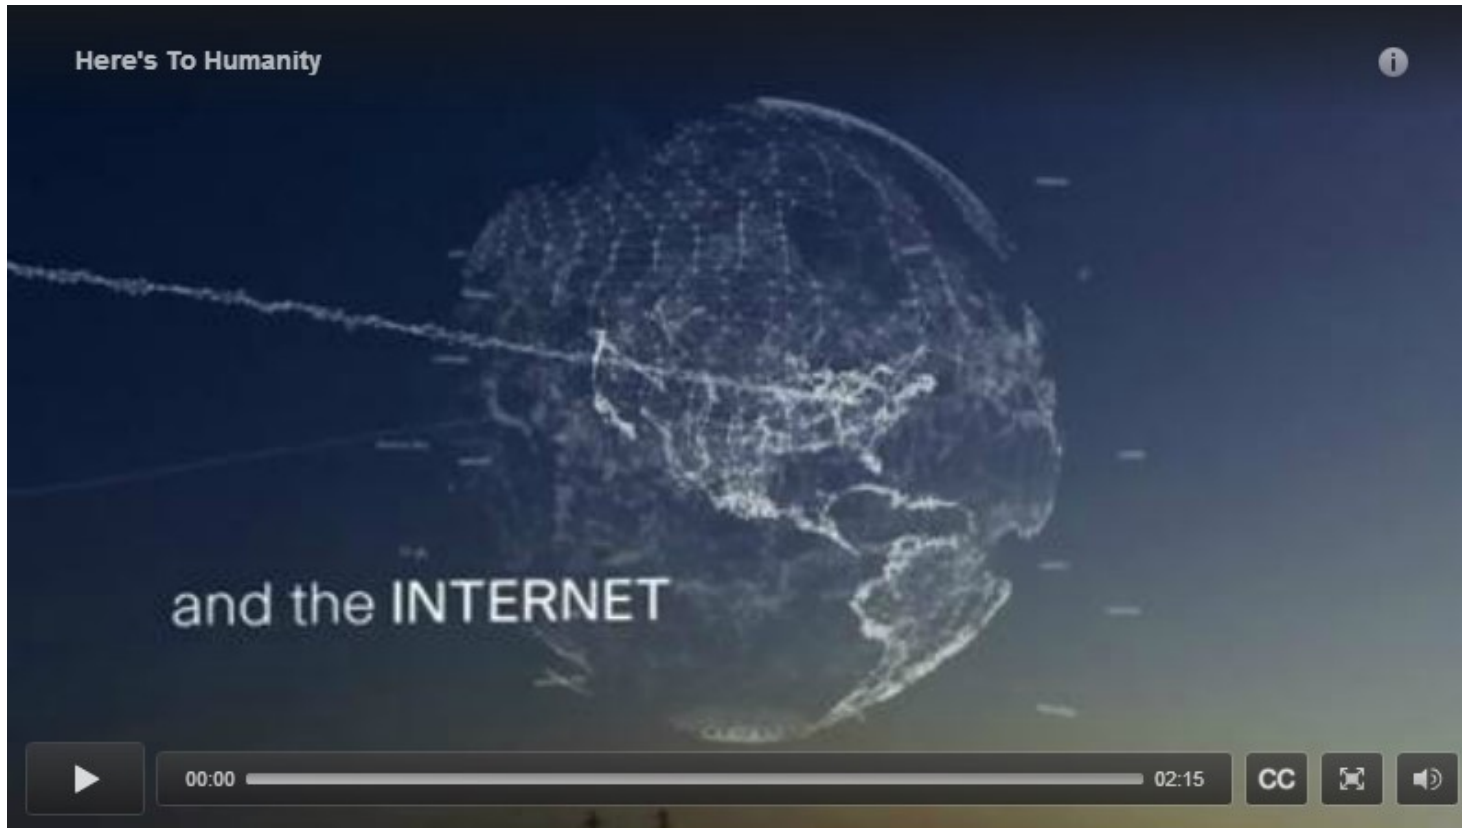 Here's To Humanity
and the INTERNET
00:00
02:15
CC